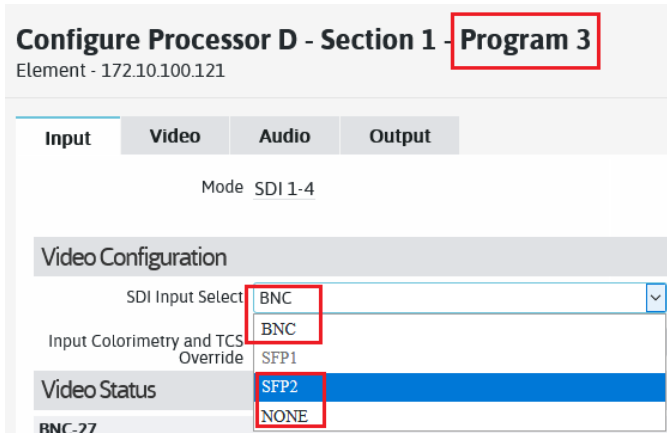 Configure Processor D - Section 1 - Program 3
Element - 172.10.100.121
Input Video Audio Output
Mode SDI 1-4
Video Configuration
SDI Input Select BNC
BNC
Input Colorimetry and TCS
Override SFP1
Video Status SFP2
NONE
BNC-27